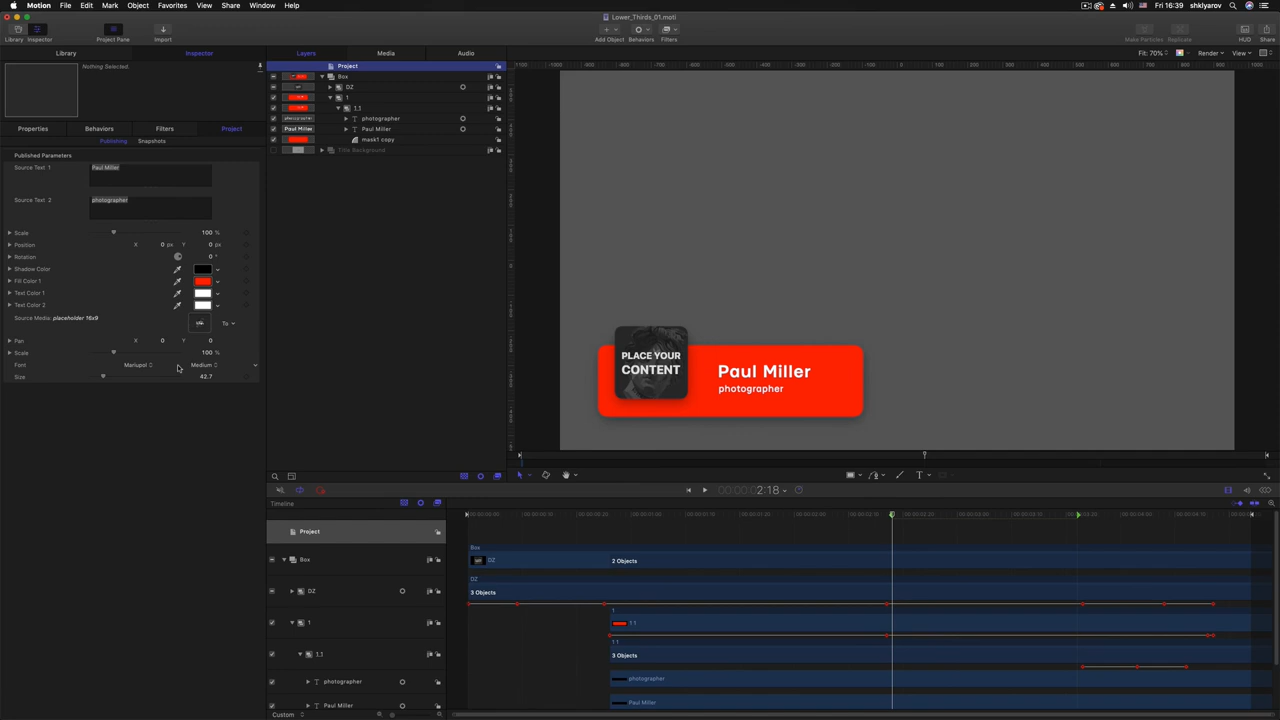 Motion File Edit Mark Object Favorites View Share Window Help
Fri 16:39 shklyarov
Lower_Thirds_01.moti
Library Inspector Project Pane Import
Add Object Behaviors Filters
Make Particles Replicate HUD Share
Library Inspector
Layers Media Audio
Fit: 70% Render View
Nothing Selected.
Project
Box
DZ
1
1_1
photographer
Paul Miller
mask1 copy
Title Background
Properties Behaviors Filters Project
Publishing Snapshots
Published Parameters
Source Text 1 Paul Miller
Source Text 2 photographer
Scale 100 %
Position X 0 px Y 0 px
Rotation 0 °
Shadow Color
Fill Color 1
Text Color 1
Text Color 2
Source Media: placeholder 16x9 To
Pan X 0 Y 0
Scale 100 %
Font Mariupol Medium
Size 42.7
PLACE YOUR
CONTENT
Paul Miller
photographer
2:18
Timeline
Project
Box
DZ
1
1_1
photographer
Paul Miller
Box
DZ
2 Objects
DZ
3 Objects
1
1 1
1 1
3 Objects
photographer
Paul Miller
Custom